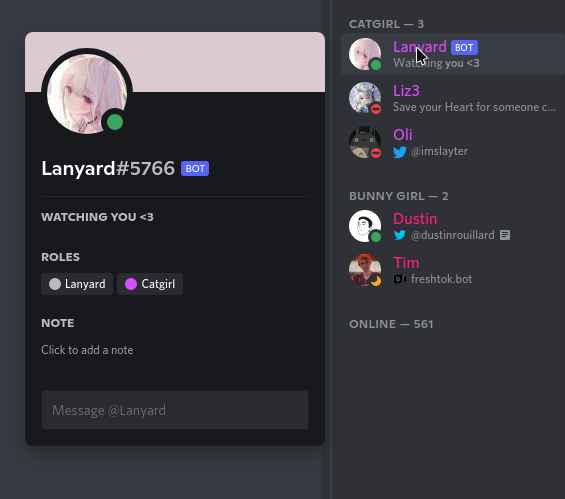 Lanyard#5766 BOT
WATCHING YOU <3
ROLES
Lanyard Catgirl
NOTE
Click to add a note
Message @Lanyard
CATGIRL — 3
Lanyard BOT
Watching you <3
Liz3
Save your Heart for someone c...
Oli
@imslayter
BUNNY GIRL — 2
Dustin
@dustinrouillard
Tim
freshtok.bot
ONLINE — 561